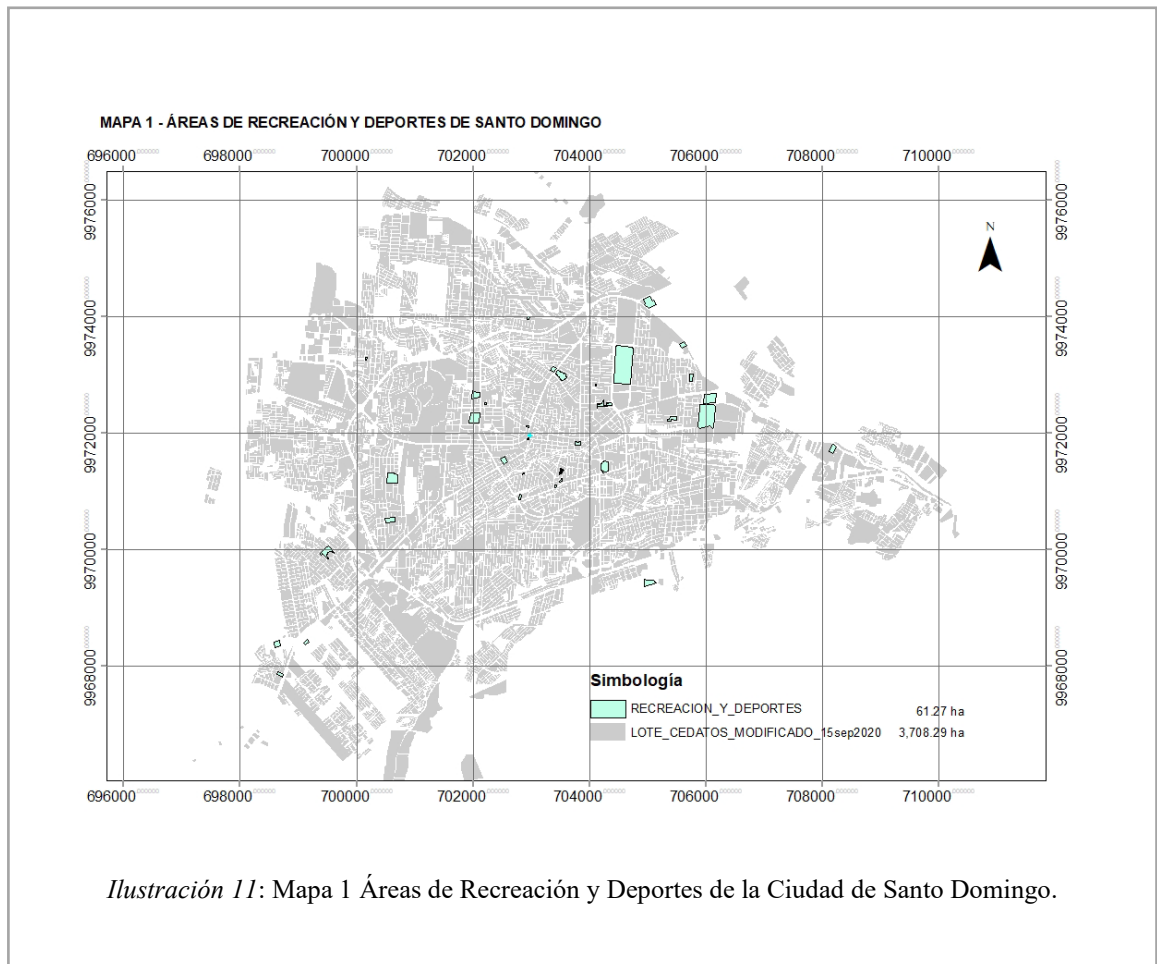 MAPA 1 - ÁREAS DE RECREACIÓN Y DEPORTES DE SANTO DOMINGO
696000 698000 700000 702000 704000 706000 708000 710000
9976000 9976000
N
9974000 9974000
9972000 9972000
9970000 9970000
9968000 9968000
Simbología
RECREACION_Y_DEPORTES 61.27 ha
LOTE_CEDATOS_MODIFICADO_15sep2020 3,708.29 ha
696000 698000 700000 702000 704000 706000 708000 710000
Ilustración 11: Mapa 1 Áreas de Recreación y Deportes de la Ciudad de Santo Domingo.